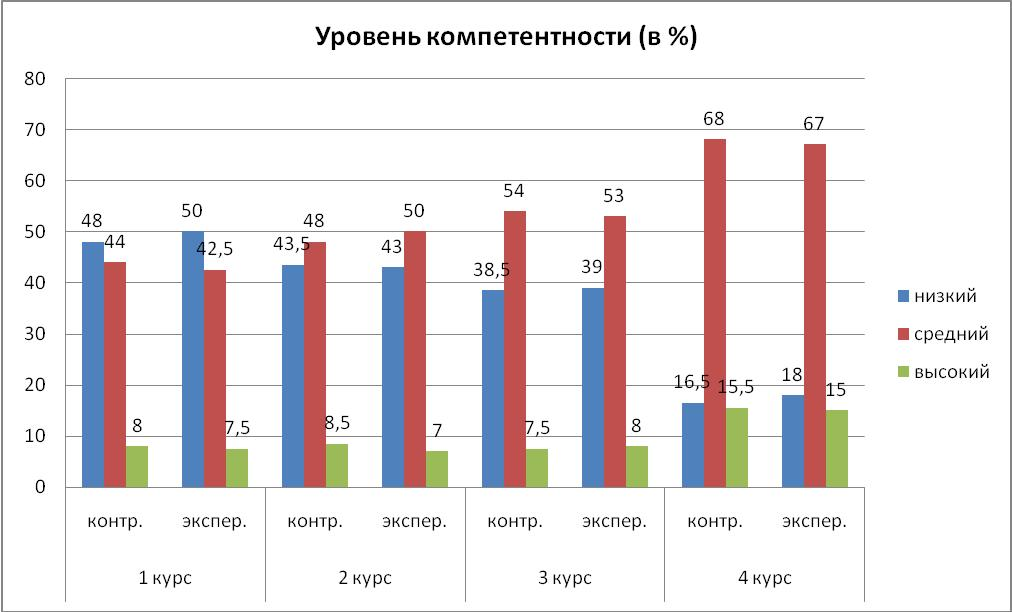 Уровень компетентности (в %)
80
70
60
50
40
30
20
10
0
48
44
8
50
42,5
7,5
43,5
48
8,5
43
50
7
38,5
54
7,5
39
53
8
16,5
68
15,5
18
67
15
контр.
экспер.
контр.
экспер.
контр.
экспер.
контр.
экспер.
1 курс
2 курс
3 курс
4 курс
низкий
средний
высокий